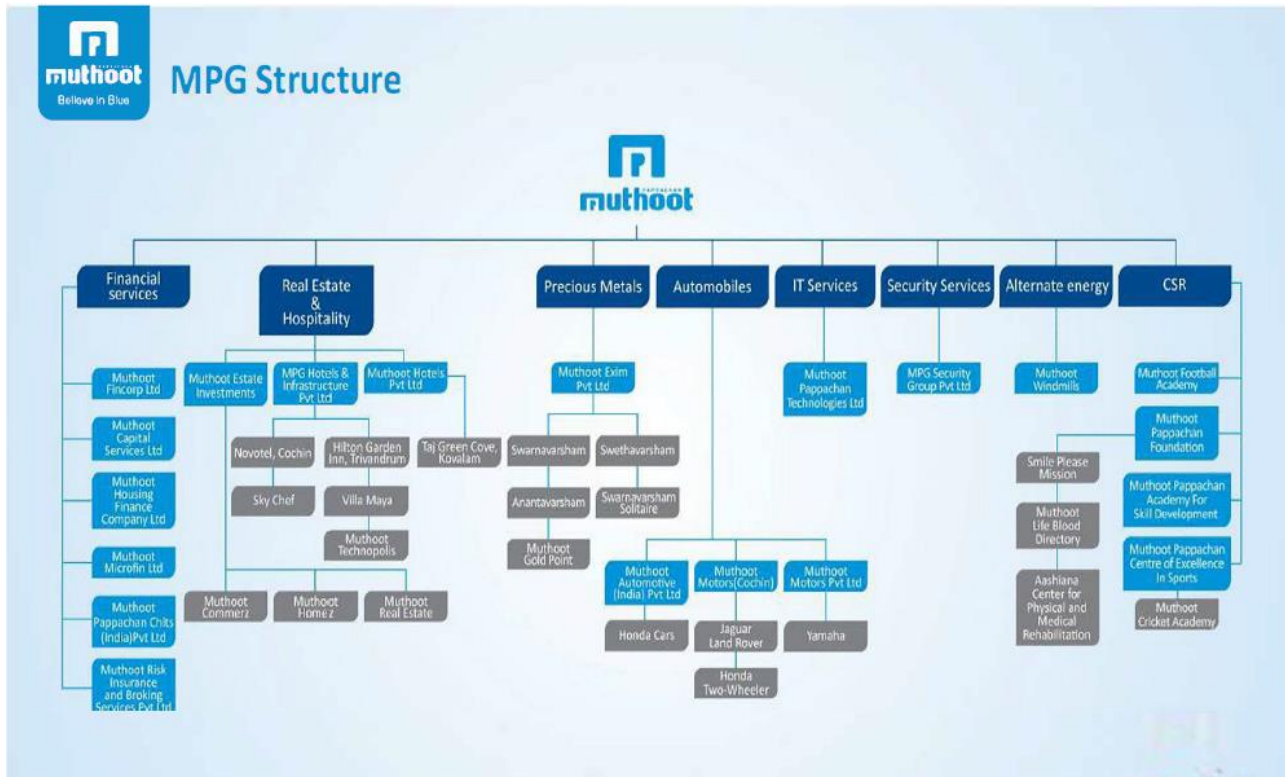 muthoot
Believe in Blue
MPG Structure
PAPPACHAN
muthoot
Financial
services
Real Estate
&
Hospitality
Precious Metals
Automobiles
IT Services
Security Services
Alternate energy
CSR
Muthoot
Fincorp Ltd
Muthoot
Capital
Services Ltd
Muthoot
Housing
Finance
Company Ltd
Muthoot
Microfin Ltd
Muthoot
Pappachan Chits
(India)Pvt Ltd
Muthoot Risk
Insurance
and Broking
Services Pvt Ltd
Muthoot Estate
Investments
MPG Hotels &
Infrastructure
Pvt Ltd
Muthoot Hotels
Pvt Ltd
Novotel, Cochin
Hilton Garden
Inn, Trivandrum
Taj Green Cove,
Kovalam
Sky Chef
Villa Maya
Muthoot
Technopolis
Muthoot
Commerz
Muthoot
Home'z
Muthoot
Real Estate
Muthoot Exim
Pvt Ltd
Swarnavarsham
Swethavarsham
Anantavarsham
Swarnavarsham
Solitaire
Muthoot
Gold Point
Muthoot
Automotive
(India) Pvt Ltd
Muthoot
Motors(Cochin)
Muthoot
Motors Pvt Ltd
Honda Cars
Jaguar
Land Rover
Yamaha
Honda
Two-Wheeler
Muthoot
Pappachan
Technologies Ltd
MPG Security
Group Pvt Ltd
Muthoot
Windmills
Muthoot Football
Academy
Muthoot
Pappachan
Foundation
Smile Please
Mission
Muthoot
Life Blood
Directory
Aashiana
Center for
Physical and
Medical
Rehabilitation
Muthoot Pappachan
Academy For
Skill Development
Muthoot Pappachan
Centre of Excellence
In Sports
Muthoot
Cricket Academy